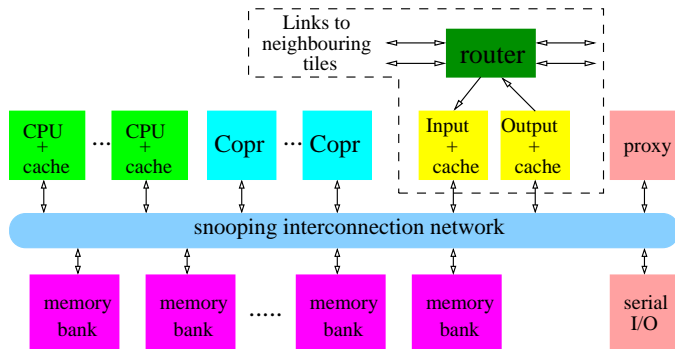 Links to
neighbouring
tiles
router
CPU
+
cache
...
CPU
+
cache
Copr
...
Copr
Input
+
cache
Output
+
cache
proxy
snooping interconnection network
memory
bank
memory
bank
.....
memory
bank
memory
bank
serial
I/O